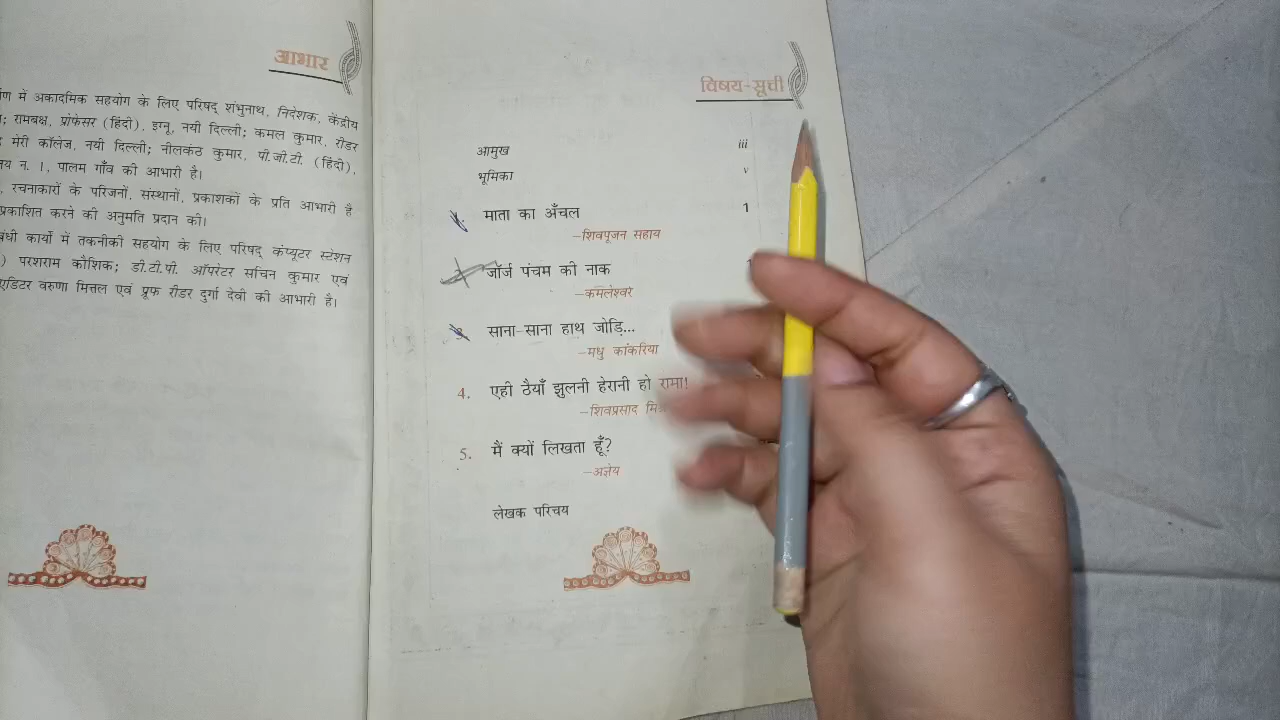 आभार
ण में अकादमिक सहयोग के लिए परिषद् शंभुनाथ, निदेशक, केंद्रीय
; रामबक्ष, प्रोफ़ेसर (हिंदी), इग्नू, नयी दिल्ली; कमल कुमार, रीडर
मेरी कॉलेज, नयी दिल्ली; नीलकंठ कुमार, पी.जी.टी. (हिंदी),
य न. 1, पालम गाँव की आभारी है।
, रचनाकारों के परिजनों, संस्थानों, प्रकाशकों के प्रति आभारी है
प्रकाशित करने की अनुमति प्रदान की।
बंधी कार्यों में तकनीकी सहयोग के लिए परिषद् कंप्यूटर स्टेशन
) परशराम कौशिक; डी.टी.पी. ऑपरेटर सचिन कुमार एवं
एडिटर वरुणा मित्तल एवं प्रूफ रीडर दुर्गा देवी की आभारी है।
विषय-सूची
आमुख iii
भूमिका v
माता का अँचल 1
–शिवपूजन सहाय
जॉर्ज पंचम की नाक
–कमलेश्वर
3. साना-साना हाथ जोड़ि...
–मधु कांकरिया
4. एही ठैयाँ झुलनी हेरानी हो रामा!
–शिवप्रसाद
5. मैं क्यों लिखता हूँ?
–अज्ञेय
लेखक परिचय